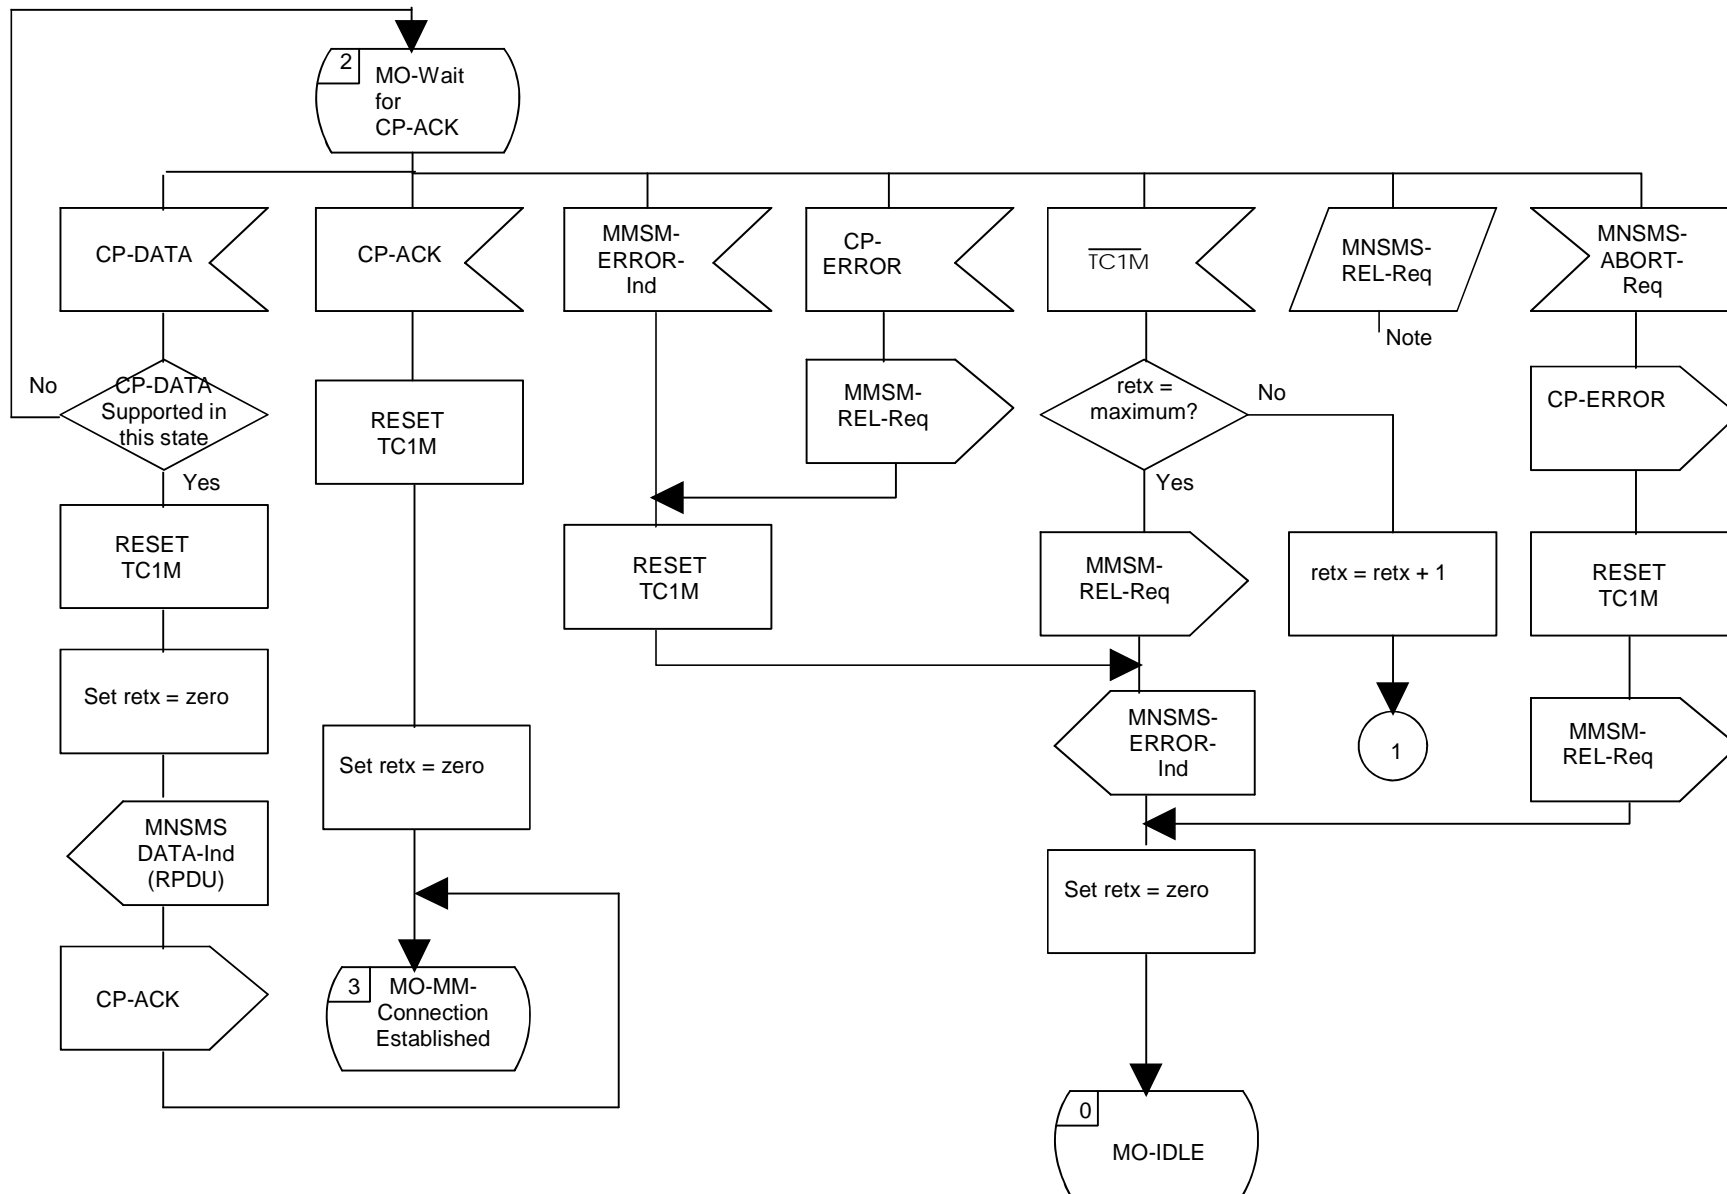 2
MO-Wait
for
CP-ACK
CP-DATA
CP-ACK
MMSM-
ERROR-
Ind
CP-
ERROR
TC1M
MNSMS-
REL-Req
Note
MNSMS-
ABORT-
Req
No
CP-DATA
Supported in
this state
Yes
RESET
TC1M
MMSM-
REL-Req
retx =
maximum?
No
Yes
CP-ERROR
RESET
TC1M
RESET
TC1M
MMSM-
REL-Req
retx = retx + 1
RESET
TC1M
Set retx = zero
Set retx = zero
MNSMS-
ERROR-
Ind
1
MMSM-
REL-Req
MNSMS
DATA-Ind
(RPDU)
Set retx = zero
CP-ACK
3
MO-MM-
Connection
Established
0
MO-IDLE